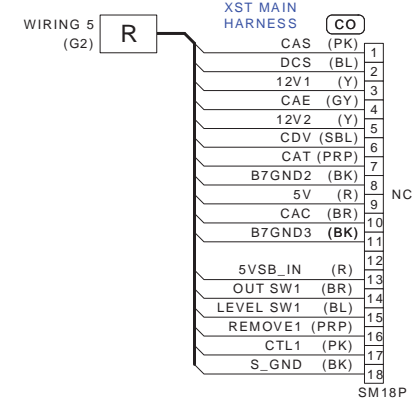 XST MAIN
HARNESS
CO
WIRING 5
(G2)
R
CAS (PK) 1
DCS (BL) 2
12V1 (Y) 3
CAE (GY) 4
12V2 (Y) 5
CDV (SBL) 6
CAT (PRP) 7
B7GND2 (BK) 8
5V (R) 9
NC
CAC (BR) 10
B7GND3 (BK) 11
12
5VSB_IN (R) 13
OUT SW1 (BR) 14
LEVEL SW1 (BL) 15
REMOVE1 (PRP) 16
CTL1 (PK) 17
S_GND (BK) 18
SM18P